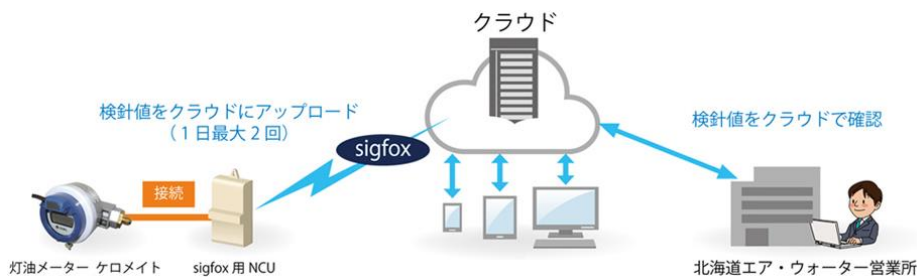 クラウド
検針値をクラウドにアップロード
（１日最大２回）
sigfox
検針値をクラウドで確認
接続
灯油メーター ケロメイト
sigfox 用 NCU
北海道エア・ウォーター営業所